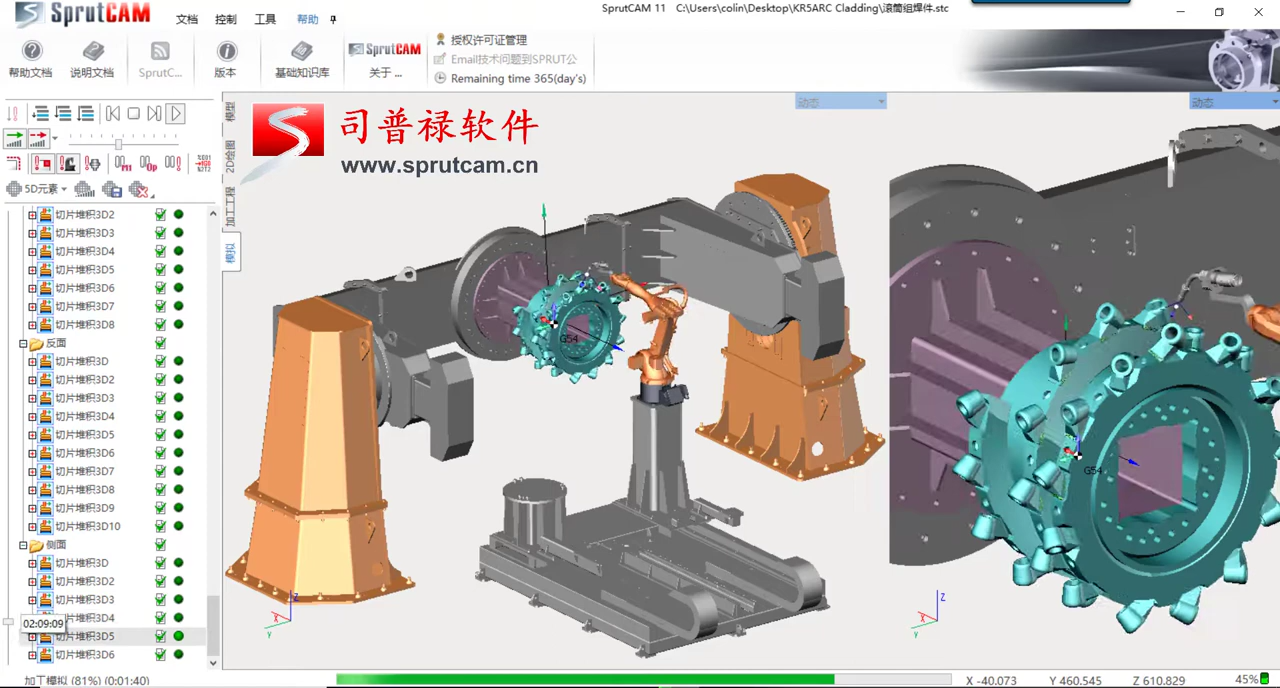 SprutCAM
文档 控制 工具 帮助
SprutCAM 11 C:\Users\colin\Desktop\KR5ARC Cladding\滚筒组焊件.stc
帮助文档
说明文档
SprutC...
版本
基础知识库
SprutCAM
关于 ...
授权许可证管理
Email技术问题到SPRUT公
Remaining time 365(day's)
5D元素
切片堆积3D2
切片堆积3D3
切片堆积3D4
切片堆积3D5
切片堆积3D6
切片堆积3D7
切片堆积3D8
反面
切片堆积3D
切片堆积3D2
切片堆积3D3
切片堆积3D4
切片堆积3D5
切片堆积3D6
切片堆积3D7
切片堆积3D8
切片堆积3D9
切片堆积3D10
侧面
切片堆积3D
切片堆积3D2
切片堆积3D3
切片堆积3D4
02:09:09
切片堆积3D5
切片堆积3D6
模型
2D绘图
加工工程
模拟
司普禄软件
www.sprutcam.cn
动态
动态
G54
G54
Z
X
Y
Z
X
Y
加工模拟 (81%) (0:01:40)
X -40.073 Y 460.545 Z 610.829 45%